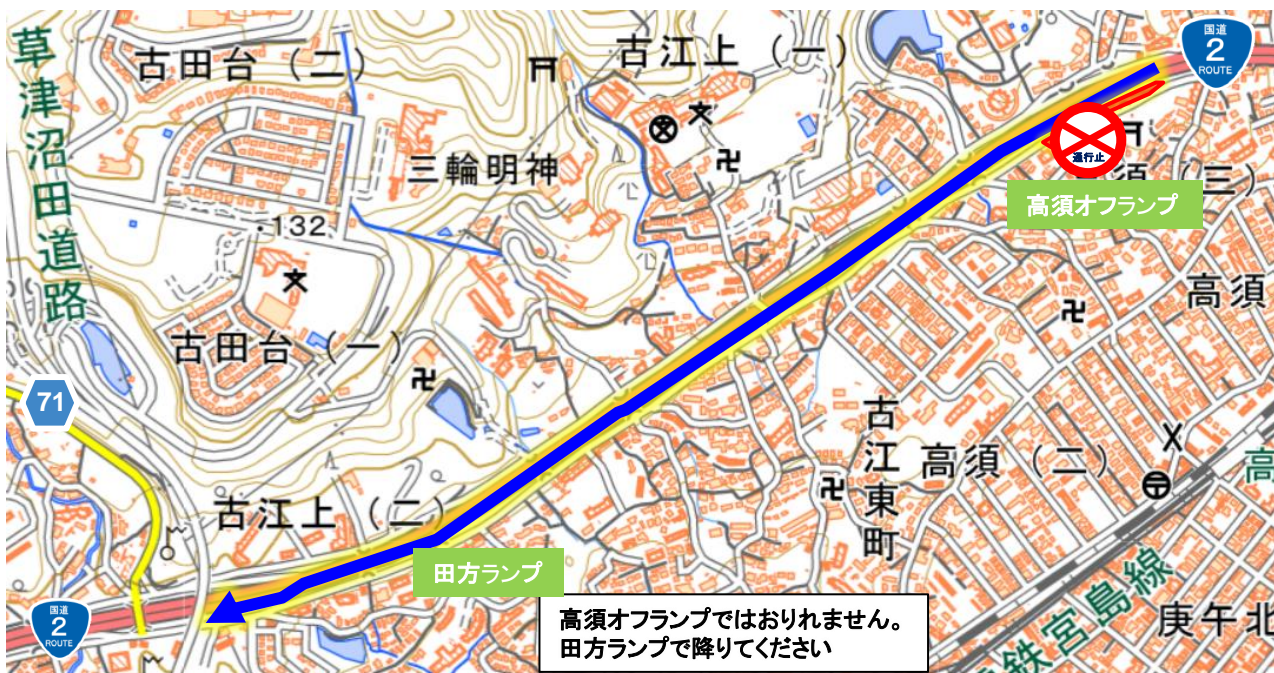 草津沼田道路
古田台（二）
古江上（一）
国道
2
ROUTE
通行止
三輪明神
須（三）
高須オフランプ
132
高須
古田台（一）
71
古江東町
高須（二）
高
古江上（二）
田方ランプ
国道
2
ROUTE
高須オフランプではおりれません。
田方ランプで降りてください
鉄宮島線
庚午北